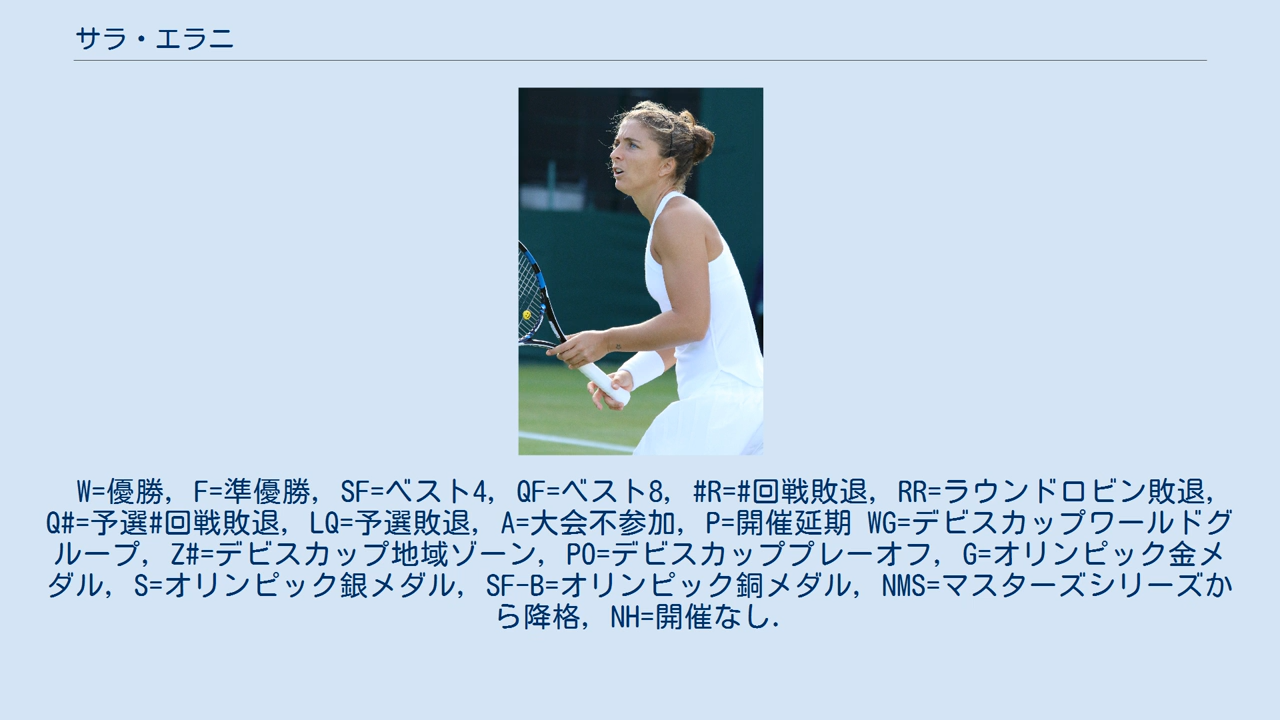 サラ・エラニ
W=優勝, F=準優勝, SF=ベスト4, QF=ベスト8, #R=#回戦敗退, RR=ラウンドロビン敗退,
Q#=予選#回戦敗退, LQ=予選敗退, A=大会不参加, P=開催延期 WG=デビスカップワールドグ
ループ, Z#=デビスカップ地域ゾーン, PO=デビスカッププレーオフ, G=オリンピック金メ
ダル, S=オリンピック銀メダル, SF-B=オリンピック銅メダル, NMS=マスターズシリーズか
ら降格, NH=開催なし.